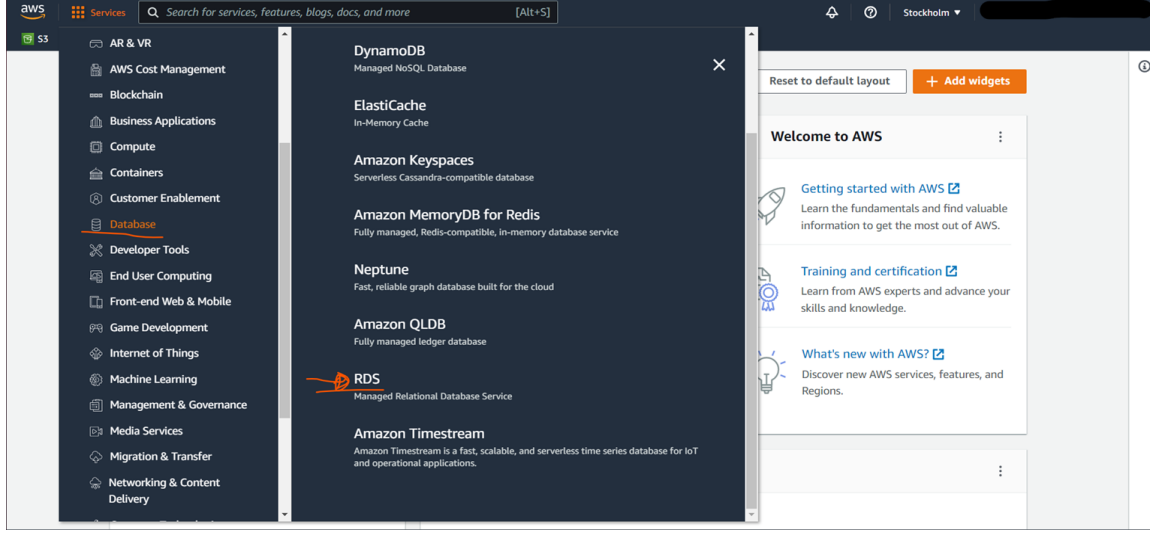 aws
Services
Search for services, features, blogs, docs, and more
[Alt+S]
Stockholm
S3
AR & VR
AWS Cost Management
Blockchain
Business Applications
Compute
Containers
Customer Enablement
Database
Developer Tools
End User Computing
Front-end Web & Mobile
Game Development
Internet of Things
Machine Learning
Management & Governance
Media Services
Migration & Transfer
Networking & Content
Delivery
DynamoDB
Managed NoSQL Database
ElastiCache
In-Memory Cache
Amazon Keyspaces
Serverless Cassandra-compatible database
Amazon MemoryDB for Redis
Fully managed, Redis-compatible, in-memory database service
Neptune
Fast, reliable graph database built for the cloud
Amazon QLDB
Fully managed ledger database
RDS
Managed Relational Database Service
Amazon Timestream
Amazon Timestream is a fast, scalable, and serverless time series database for IoT
and operational applications.
Reset to default layout
+ Add widgets
Welcome to AWS
Getting started with AWS
Learn the fundamentals and find valuable
information to get the most out of AWS.
Training and certification
Learn from AWS experts and advance your
skills and knowledge.
What's new with AWS?
Discover new AWS services, features, and
Regions.